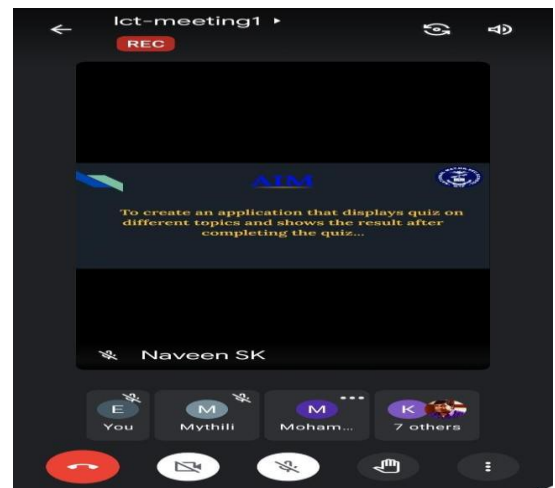 lct-meeting1
REC
AIM
To create an application that displays quiz on
different topics and shows the result after
completing the quiz...
Naveen SK
E
M
M
K
You
Mythili
Moham...
7 others